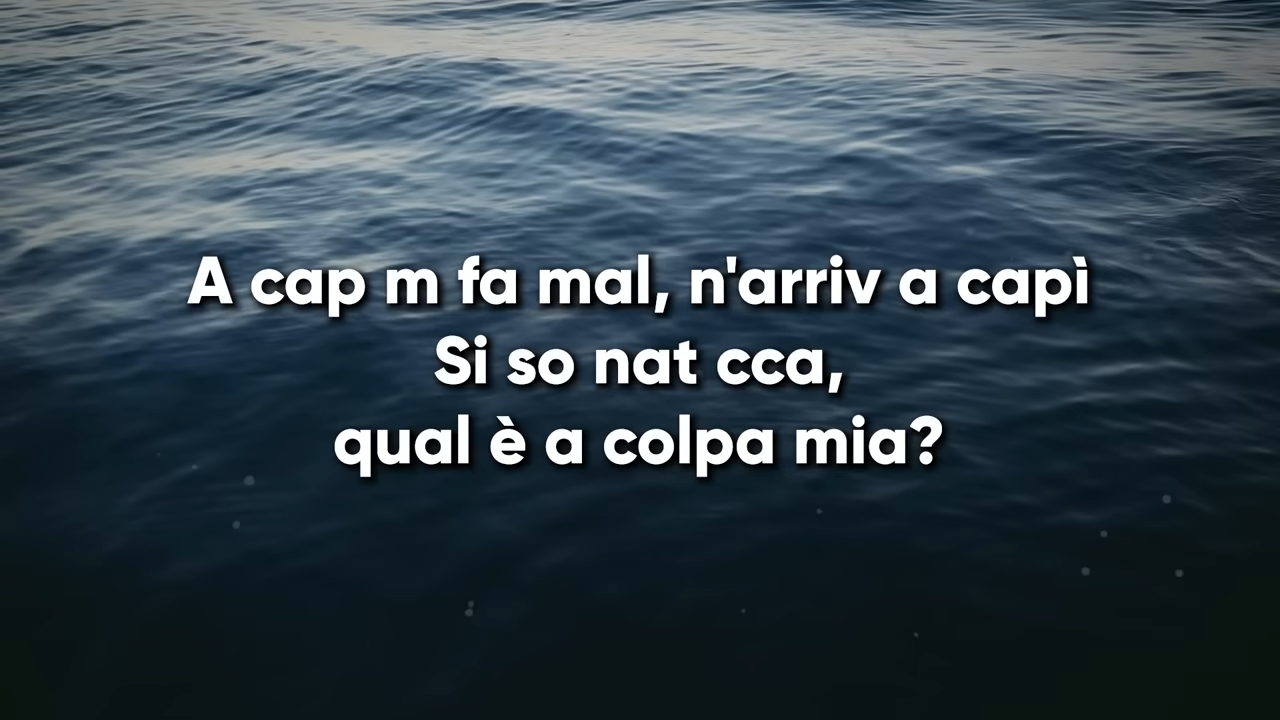 A cap m fa mal, n'arriv a capì
Si so nat cca,
qual è a colpa mia?